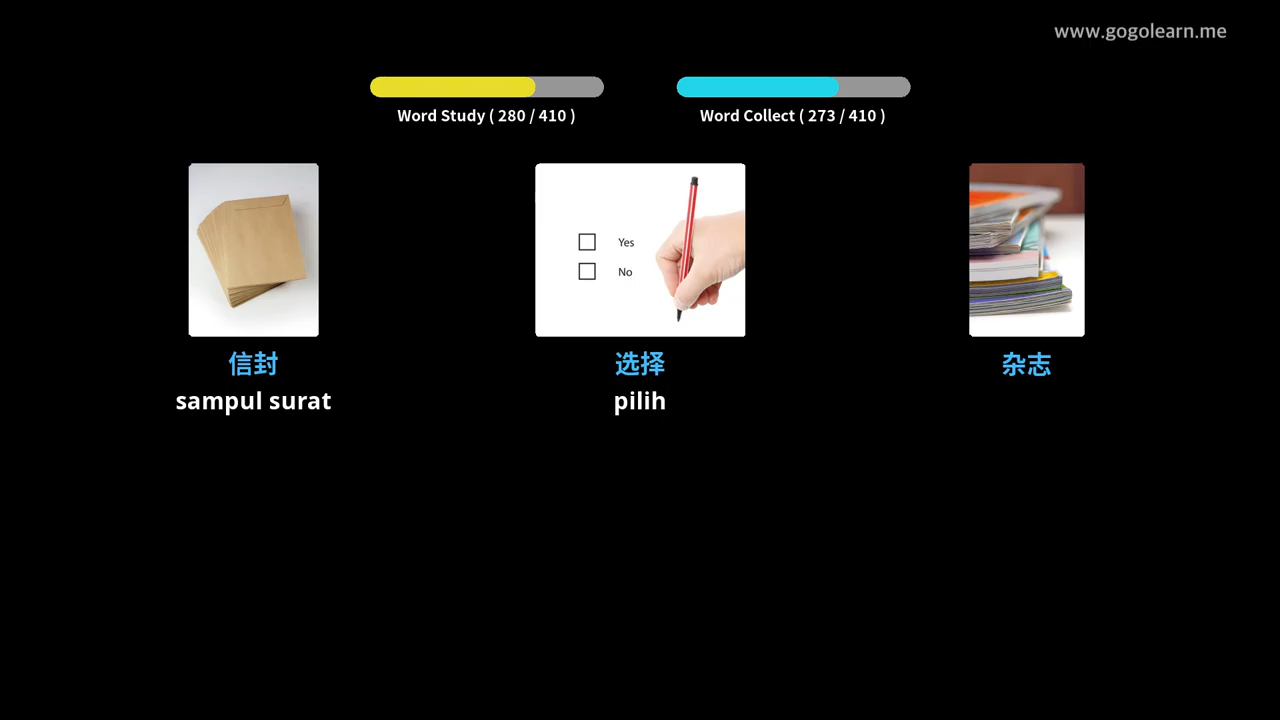 www.gogolearn.me
Word Study ( 280 / 410 )
Word Collect ( 273 / 410 )
Yes
No
信封
选择
杂志
sampul surat
pilih